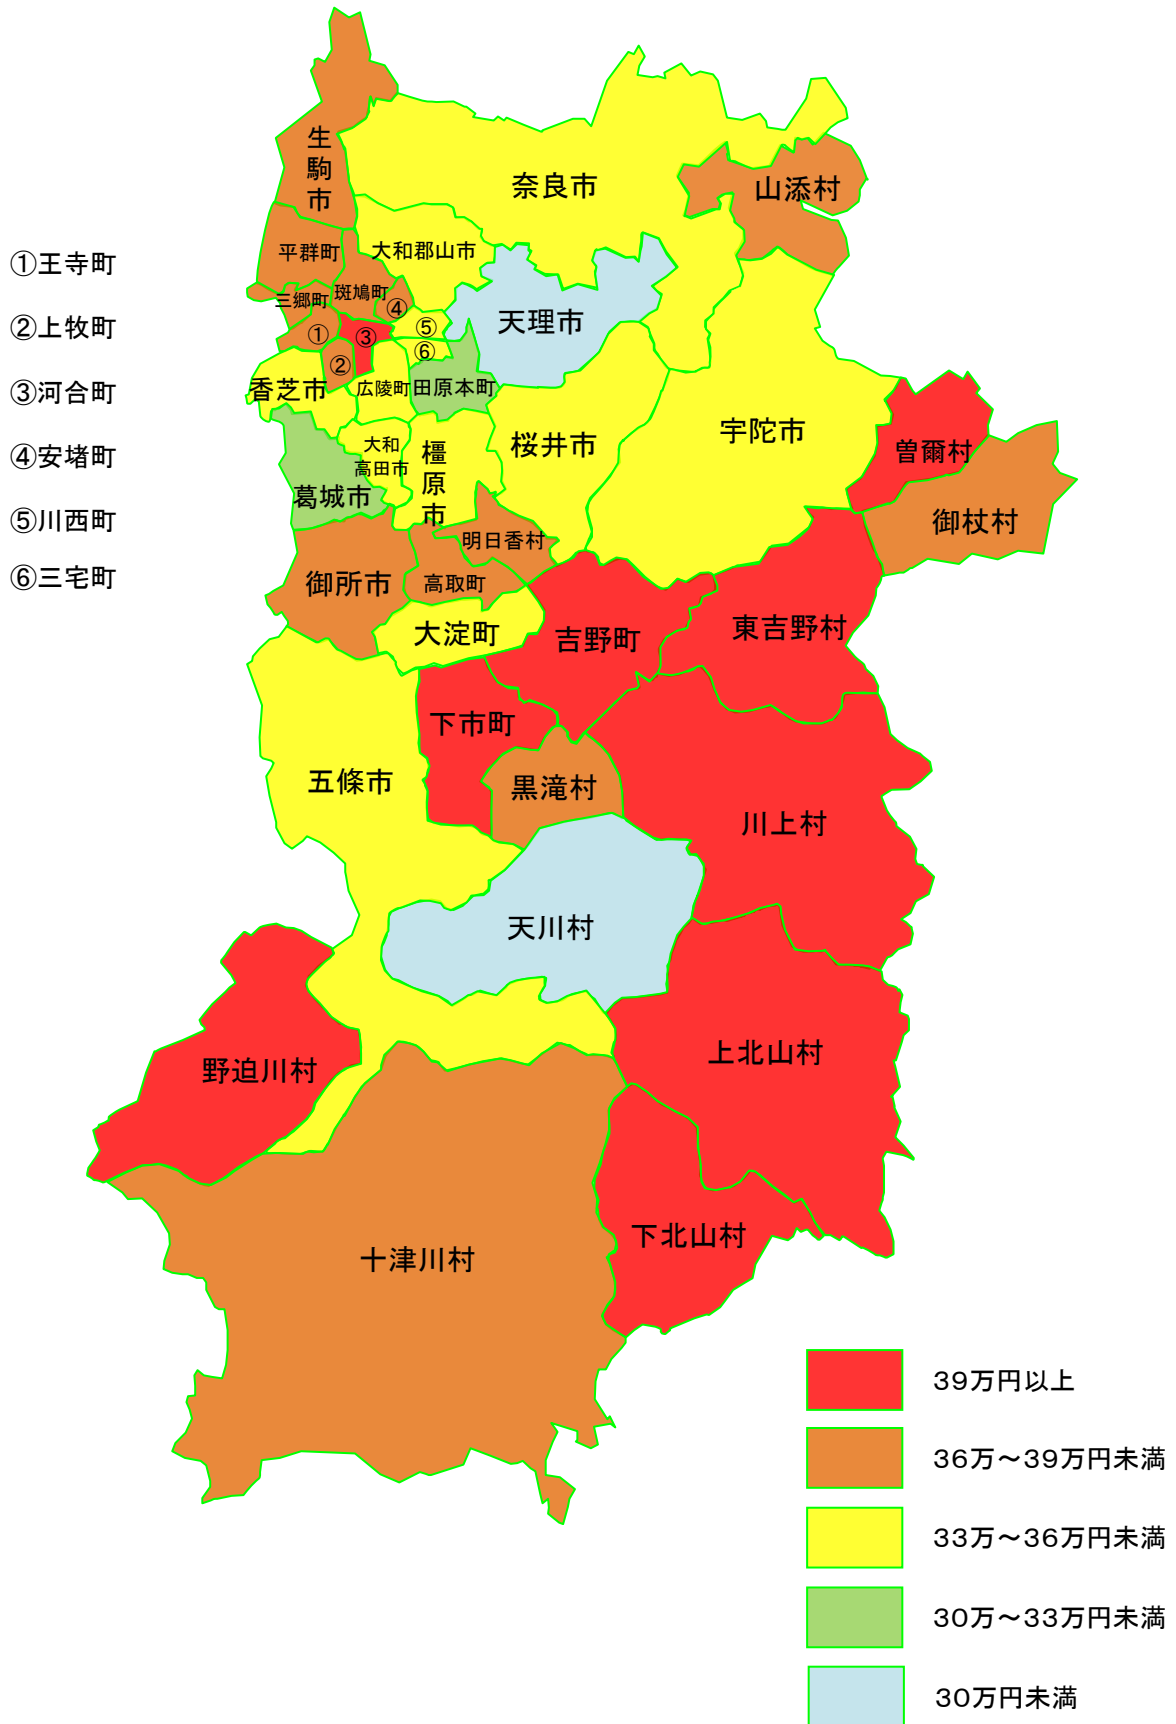 生駒市
奈良市
山添村
平群町
大和郡山市
①王寺町
三郷町
斑鳩町
④
天理市
②上牧町
①
③
⑤
②
⑥
③河合町
香芝市
広陵町
田原本町
宇陀市
桜井市
曽爾村
④安堵町
大和
高田市
橿原市
葛城市
⑤川西町
御杖村
明日香村
⑥三宅町
御所市
高取町
大淀町
吉野町
東吉野村
下市町
五條市
黒滝村
川上村
天川村
上北山村
野迫川村
下北山村
十津川村
39万円以上
36万～39万円未満
33万～36万円未満
30万～33万円未満
30万円未満